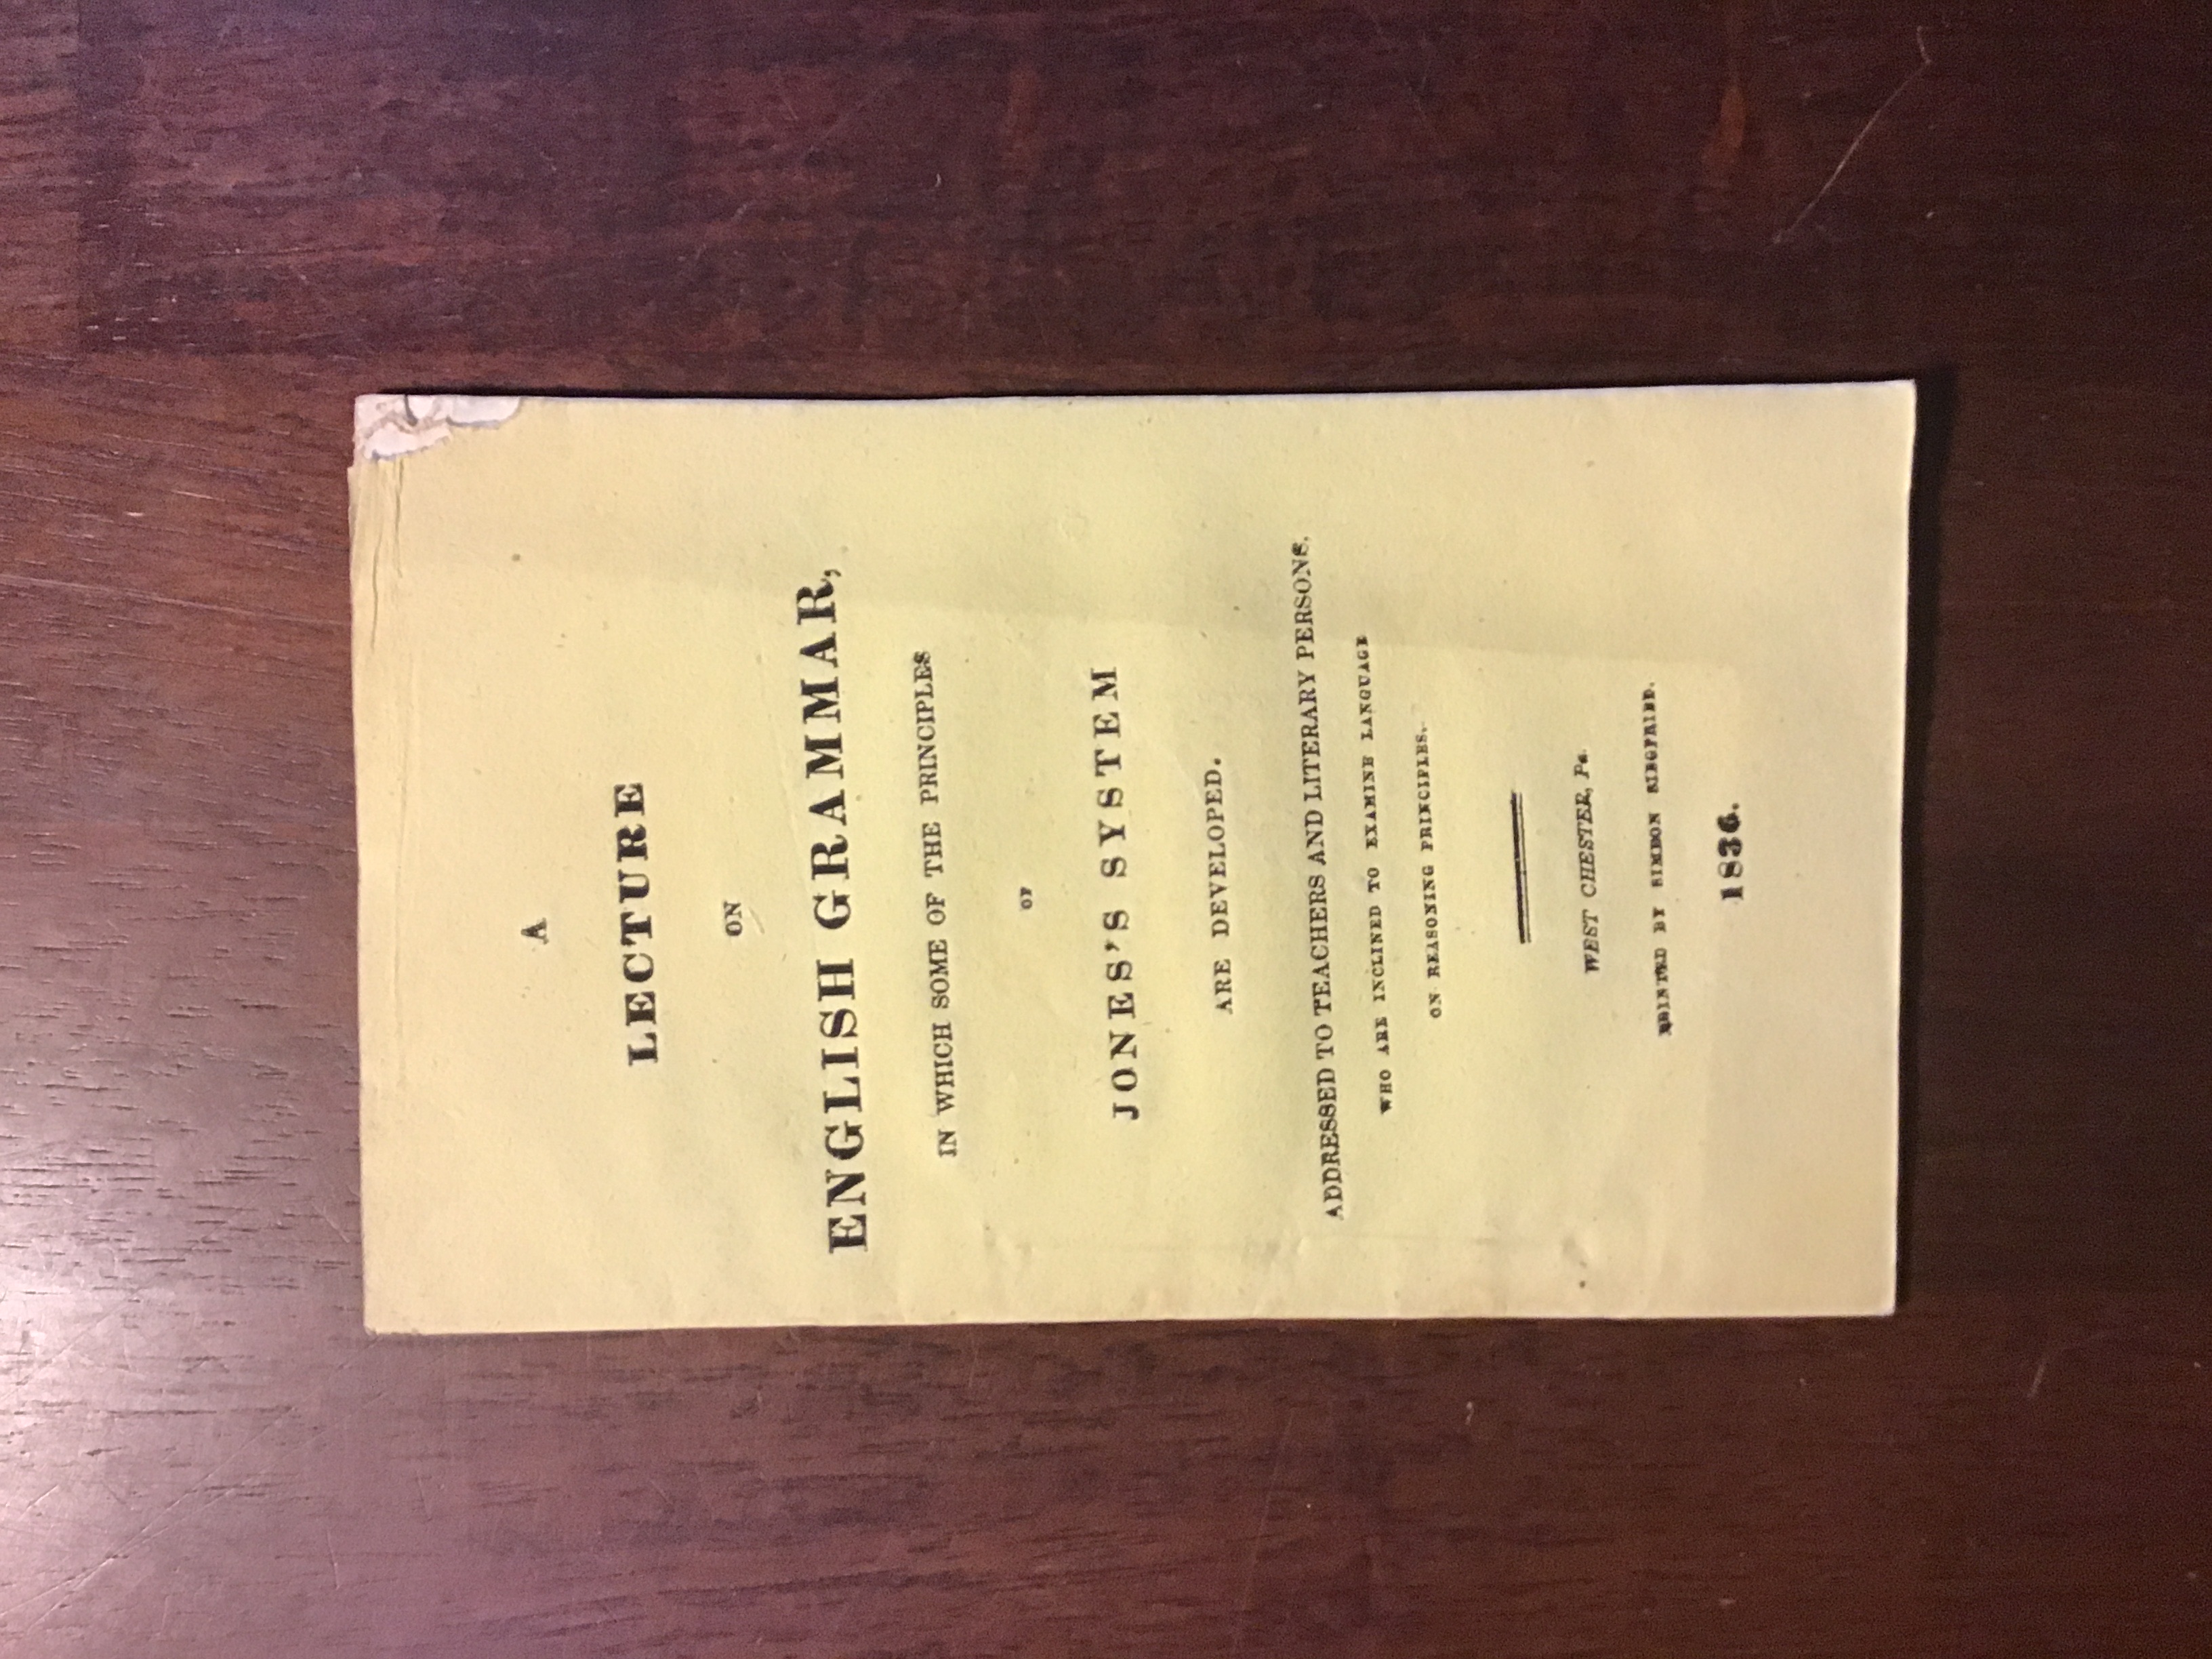 A
LECTURE
ON
ENGLISH GRAMMAR,
IN WHICH SOME OF THE PRINCIPLES
OF
JONES'S SYSTEM
ARE DEVELOPED.
ADDRESSED TO TEACHERS AND LITERARY PERSONS.
WHO ARE INCLINED TO EXAMINE LANGUAGE
ON REASONING PRINCIPLES.
WEST CHESTER, Pa.
PRINTED BY SIMEON SIEGFRIED.
1836.